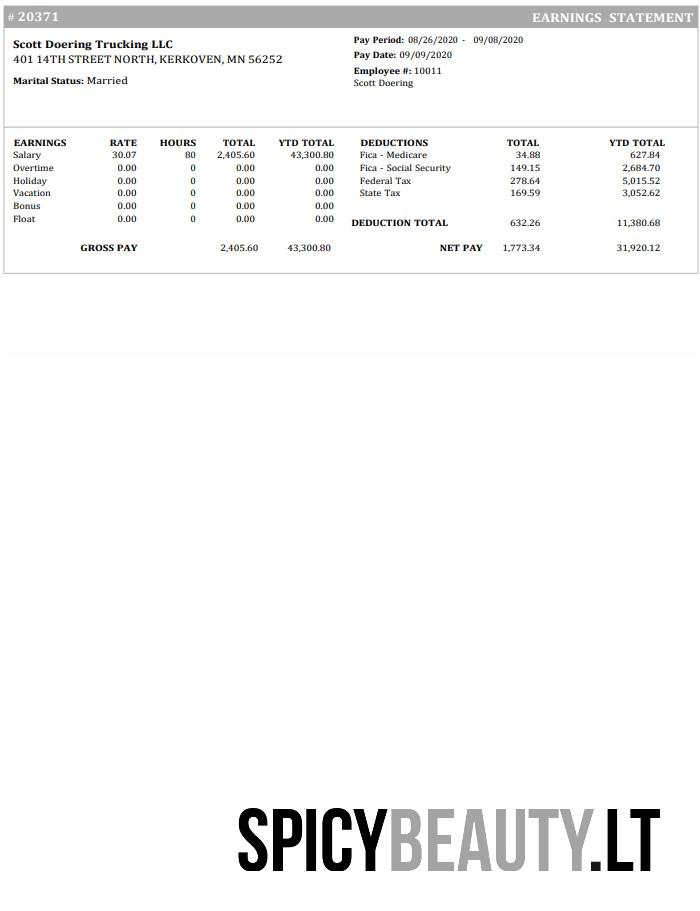 # 20371 EARNINGS STATEMENT
Scott Doering Trucking LLC
401 14TH STREET NORTH, KERKOVEN, MN 56252
Marital Status: Married
Pay Period: 08/26/2020 - 09/08/2020
Pay Date: 09/09/2020
Employee #: 10011
Scott Doering
EARNINGS RATE HOURS TOTAL YTD TOTAL
Salary 30.07 80 2,405.60 43,300.80
Overtime 0.00 0 0.00 0.00
Holiday 0.00 0 0.00 0.00
Vacation 0.00 0 0.00 0.00
Bonus 0.00 0 0.00 0.00
Float 0.00 0 0.00 0.00
GROSS PAY 2,405.60 43,300.80
DEDUCTIONS TOTAL YTD TOTAL
Fica - Medicare 34.88 627.84
Fica - Social Security 149.15 2,684.70
Federal Tax 278.64 5,015.52
State Tax 169.59 3,052.62
DEDUCTION TOTAL 632.26 11,380.68
NET PAY 1,773.34 31,920.12
SPICYBEAUTY.LT